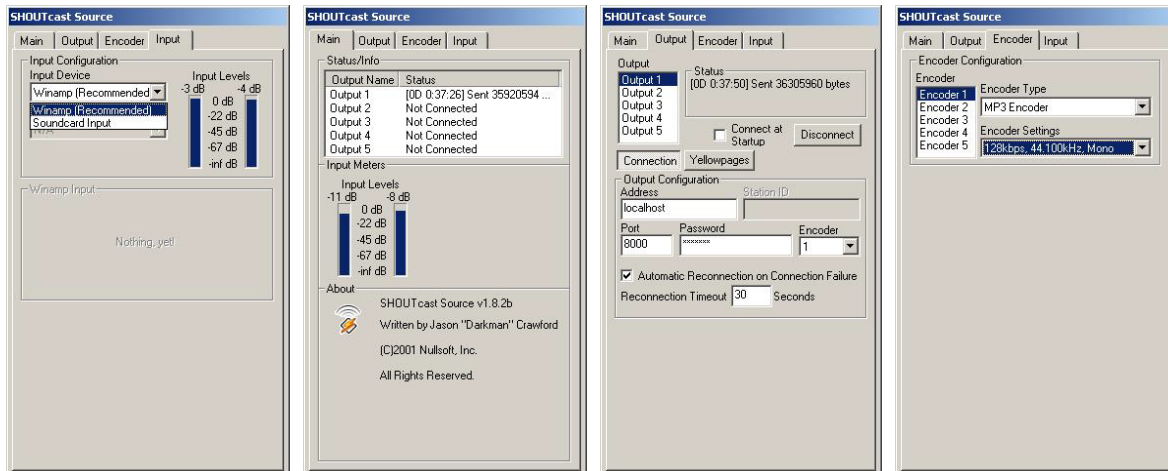 SHOUTcast Source
Main Output Encoder Input
Input Configuration
Input Device
Input Levels
Winamp (Recommended
-3 dB -4 dB
0 dB
-22 dB
-45 dB
-67 dB
-inf dB
Winamp (Recommended)
Soundcard Input
N/A
Winamp Input
Nothing, yet!
SHOUTcast Source
Main Output Encoder Input
Status/Info
Output Name Status
Output 1 [0D 0:37:26] Sent 35920594 ...
Output 2 Not Connected
Output 3 Not Connected
Output 4 Not Connected
Output 5 Not Connected
Input Meters
Input Levels
-11 dB -8 dB
0 dB
-22 dB
-45 dB
-67 dB
-inf dB
About
SHOUTcast Source v1.8.2b
Written by Jason "Darkman" Crawford
(C)2001 Nullsoft, Inc.
All Rights Reserved.
SHOUTcast Source
Main Output Encoder Input
Output
Output 1
Output 2
Output 3
Output 4
Output 5
Status
[0D 0:37:50] Sent 36305960 bytes
Connect at Startup
Disconnect
Connection Yellowpages
Output Configuration
Address Station ID
localhost
Port Password Encoder
8000 xxxxxxx 1
Automatic Reconnection on Connection Failure
Reconnection Timeout 30 Seconds
SHOUTcast Source
Main Output Encoder Input
Encoder Configuration
Encoder
Encoder 1
Encoder 2
Encoder 3
Encoder 4
Encoder 5
Encoder Type
MP3 Encoder
Encoder Settings
128kbps, 44.100kHz, Mono